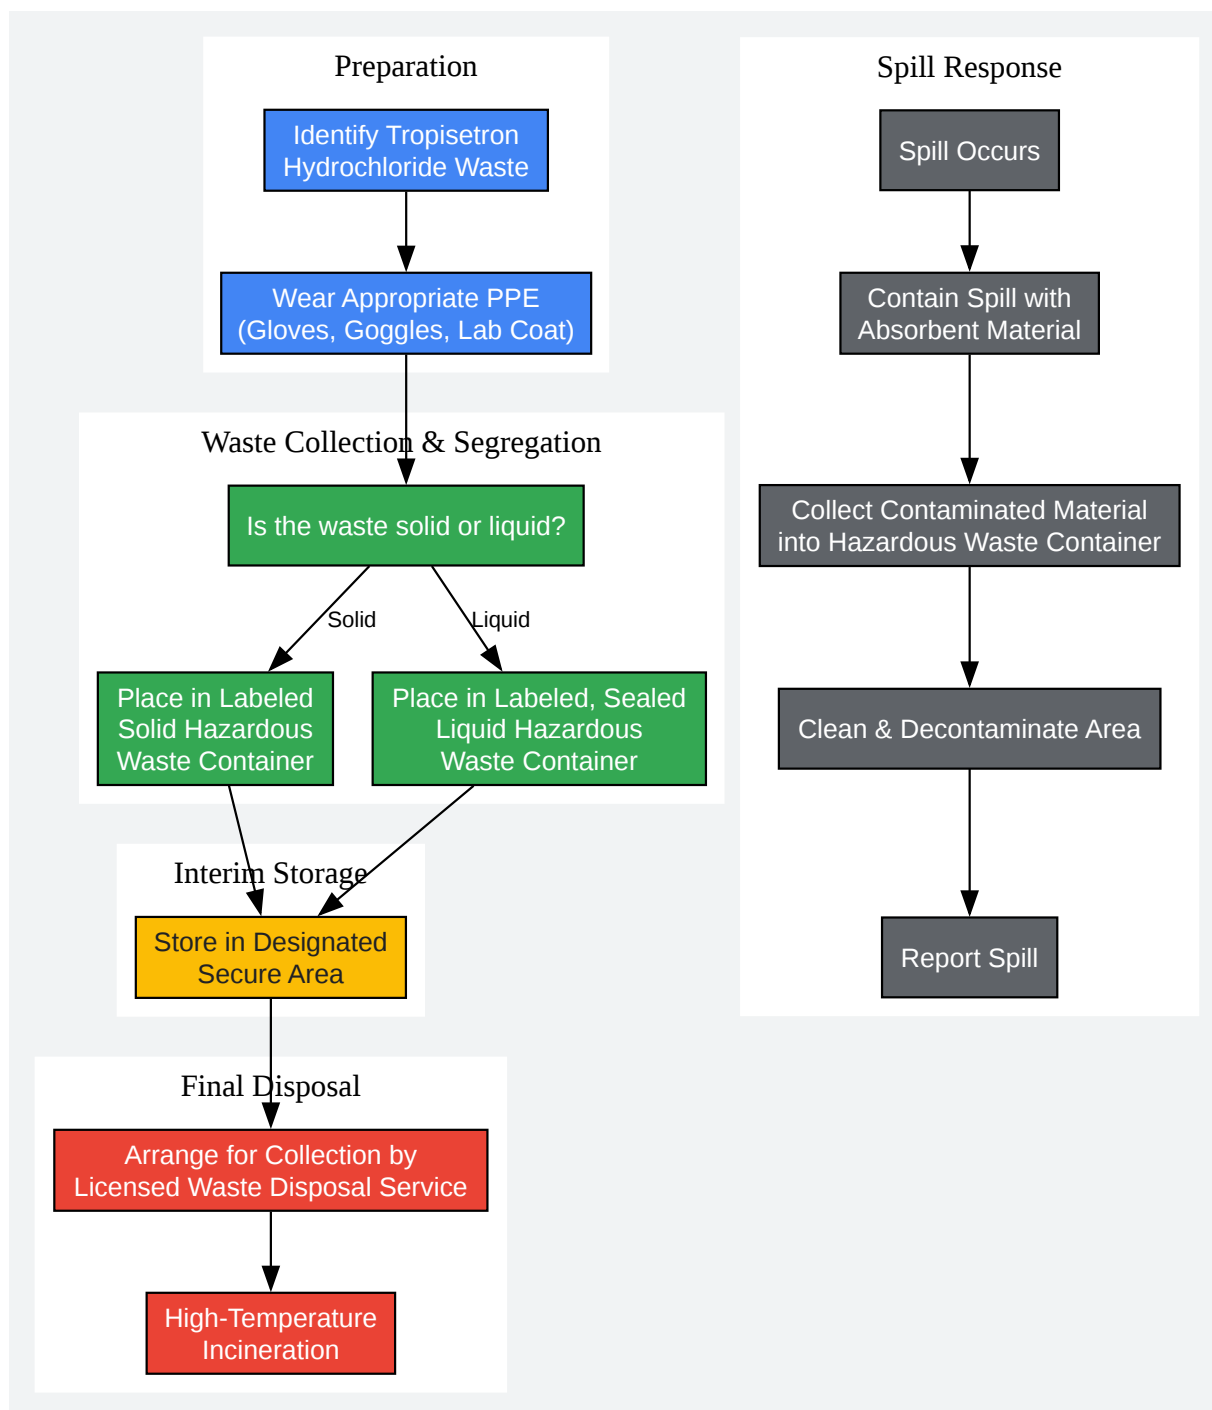 Preparation
Identify Tropisetron
Hydrochloride Waste
Wear Appropriate PPE
(Gloves, Goggles, Lab Coat)
Waste Collection & Segregation
Is the waste solid or liquid?
Solid
Liquid
Place in Labeled
Solid Hazardous
Waste Container
Place in Labeled, Sealed
Liquid Hazardous
Waste Container
Interim Storage
Store in Designated
Secure Area
Final Disposal
Arrange for Collection by
Licensed Waste Disposal Service
High-Temperature
Incineration
Spill Response
Spill Occurs
Contain Spill with
Absorbent Material
Collect Contaminated Material
into Hazardous Waste Container
Clean & Decontaminate Area
Report Spill